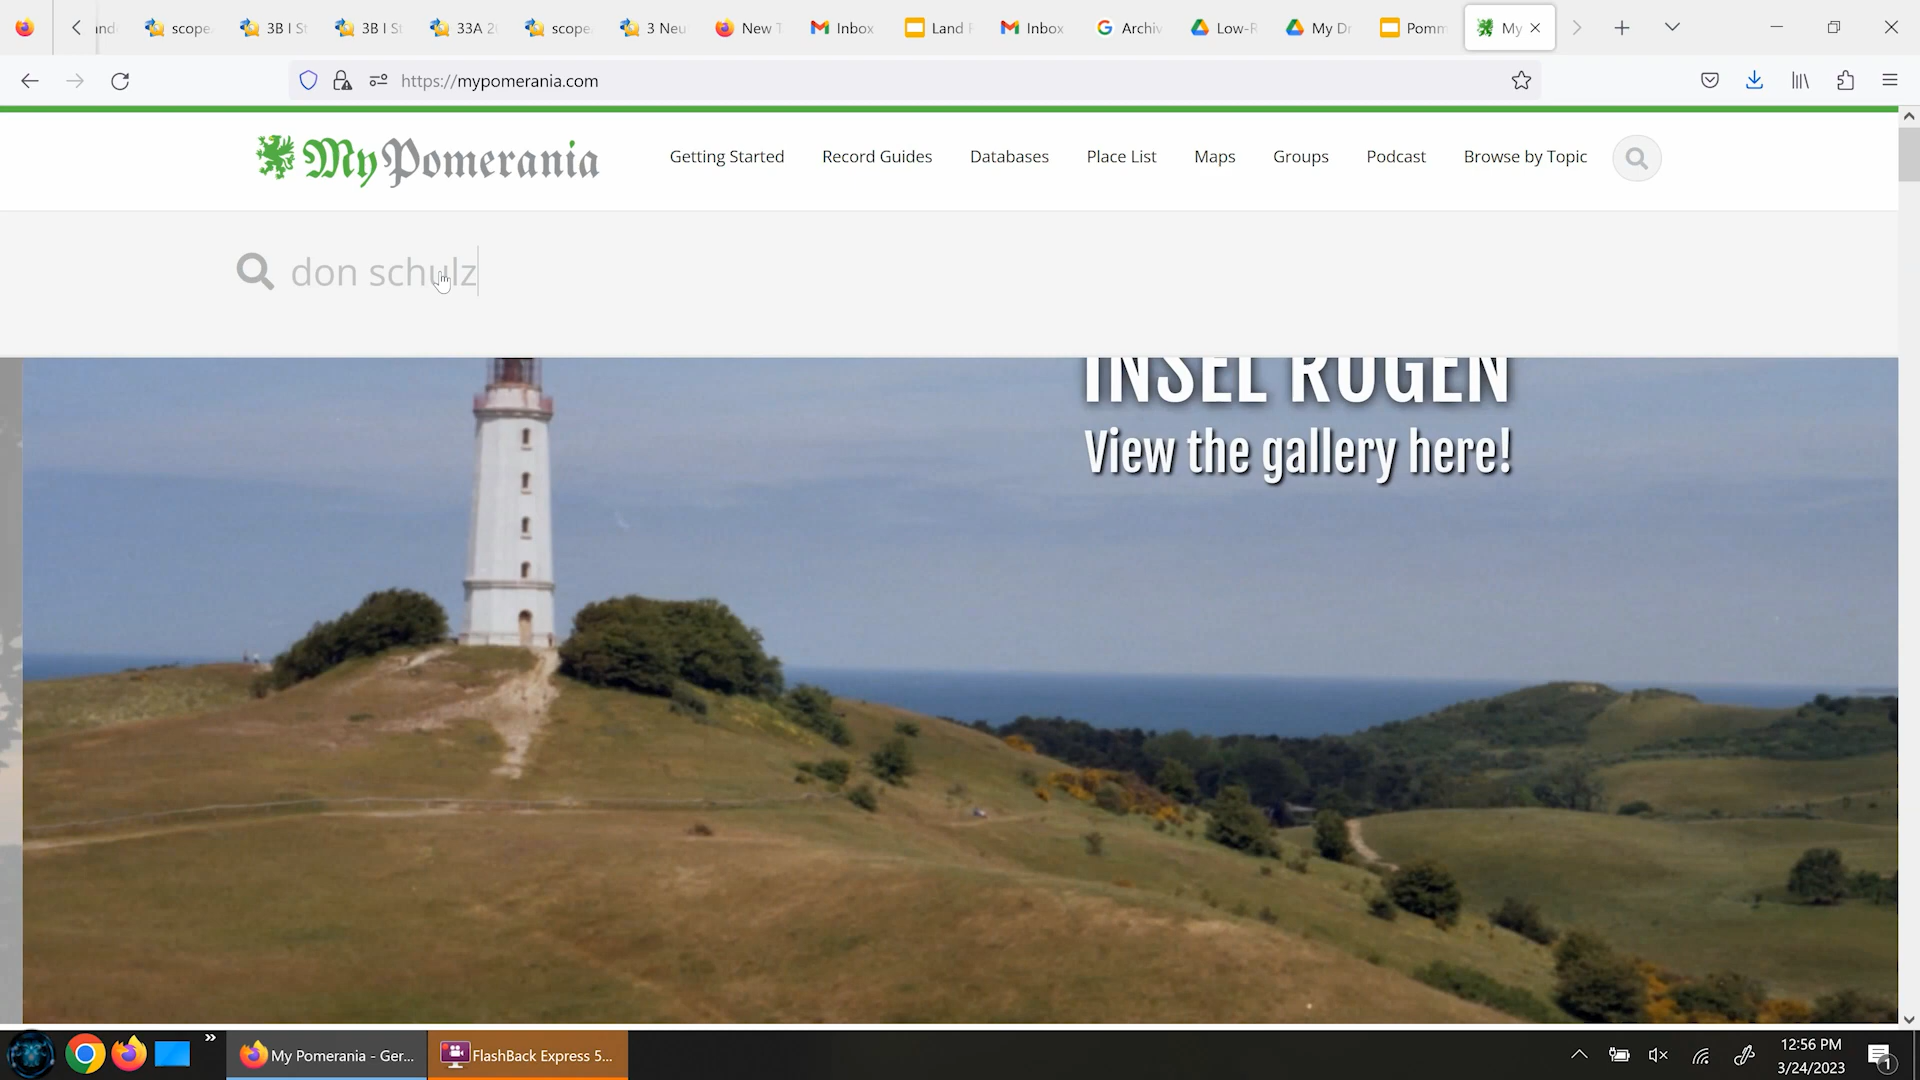 scope
3B I St
3B I St
33A 2
scope
3 Neu
New T
Inbox
Land
Inbox
Archiv
Low-R
My Dr
Pomm
My
https://mypomerania.com
MyPomerania
Getting Started
Record Guides
Databases
Place List
Maps
Groups
Podcast
Browse by Topic
don schulz
INSEL RÜGEN
View the gallery here!
My Pomerania - Ger...
FlashBack Express 5...
12:56 PM
3/24/2023
1